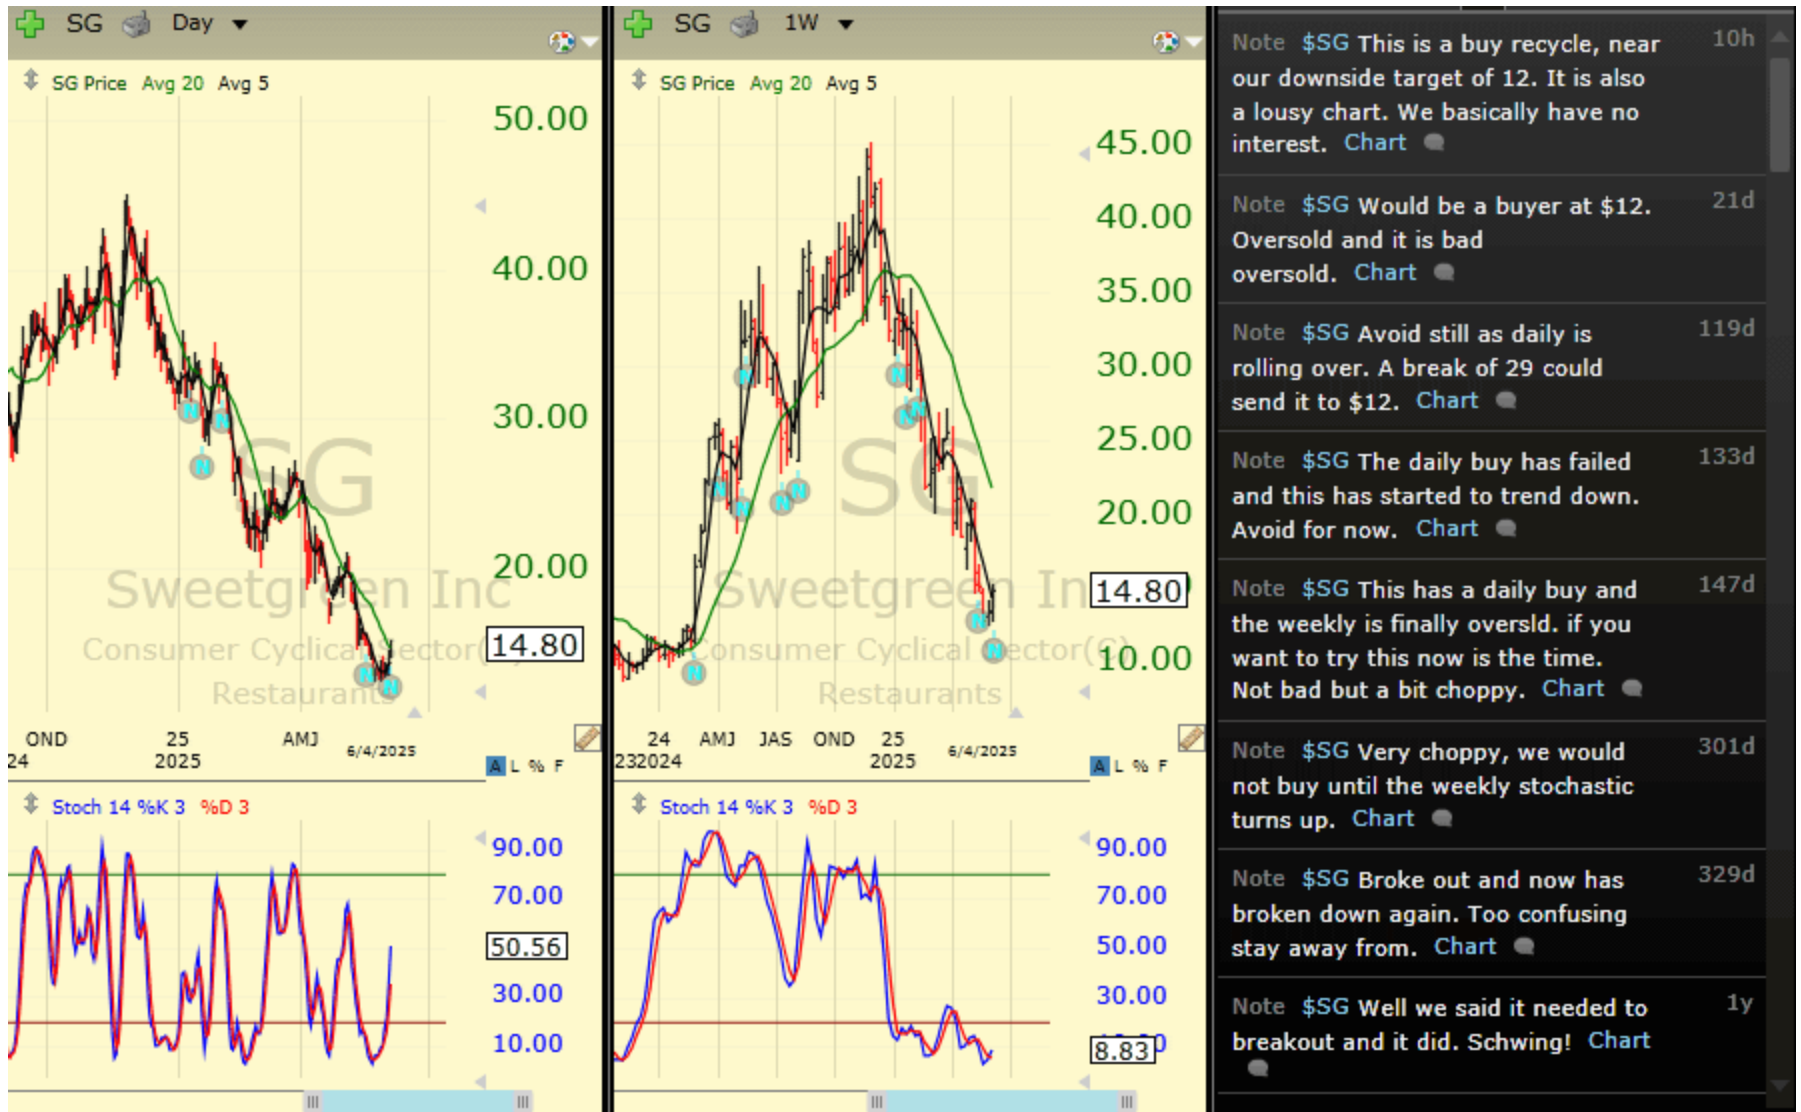 SG Day
SG Price Avg 20 Avg 5
50.00
40.00
30.00
20.00
14.80
SG
Sweetgreen Inc
Consumer Cyclical Sector(
Restaurants
N N N N N
OND 25 AMJ 6/4/2025
24 2025
A L % F
Stoch 14 %K 3 %D 3
90.00
70.00
50.56
30.00
10.00
SG 1W
SG Price Avg 20 Avg 5
45.00
40.00
35.00
30.00
25.00
20.00
14.80
10.00
SG
Sweetgreen In
Consumer Cyclical Sector(C)
Restaurants
N N N N N N N N N N N
24 AMJ JAS OND 25 6/4/2025
232024 2025
A L % F
Stoch 14 %K 3 %D 3
90.00
70.00
50.00
30.00
8.83
Note $SG This is a buy recycle, near 10h
our downside target of 12. It is also
a lousy chart. We basically have no
interest. Chart
Note $SG Would be a buyer at $12. 21d
Oversold and it is bad
oversold. Chart
Note $SG Avoid still as daily is 119d
rolling over. A break of 29 could
send it to $12. Chart
Note $SG The daily buy has failed 133d
and this has started to trend down.
Avoid for now. Chart
Note $SG This has a daily buy and 147d
the weekly is finally oversld. if you
want to try this now is the time.
Not bad but a bit choppy. Chart
Note $SG Very choppy, we would 301d
not buy until the weekly stochastic
turns up. Chart
Note $SG Broke out and now has 329d
broken down again. Too confusing
stay away from. Chart
Note $SG Well we said it needed to 1y
breakout and it did. Schwing! Chart